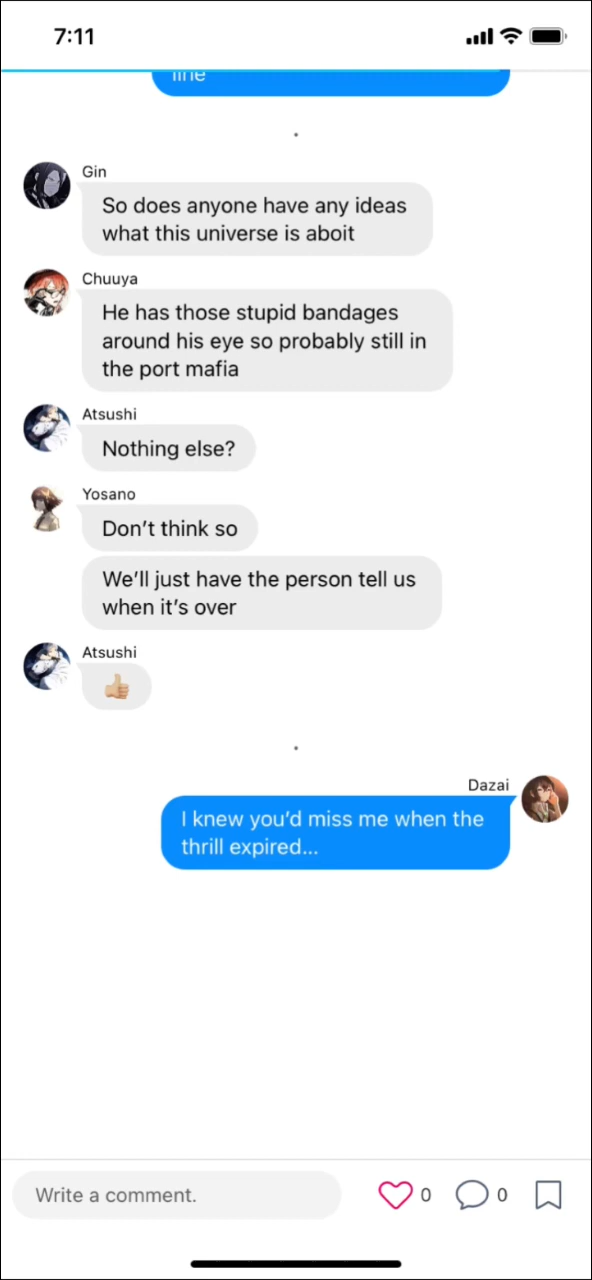 7:11
line
Gin
So does anyone have any ideas
what this universe is aboit
Chuuya
He has those stupid bandages
around his eye so probably still in
the port mafia
Atsushi
Nothing else?
Yosano
Don't think so
We'll just have the person tell us
when it's over
Atsushi
👍🏼
Dazai
I knew you'd miss me when the
thrill expired...
Write a comment.
0
0